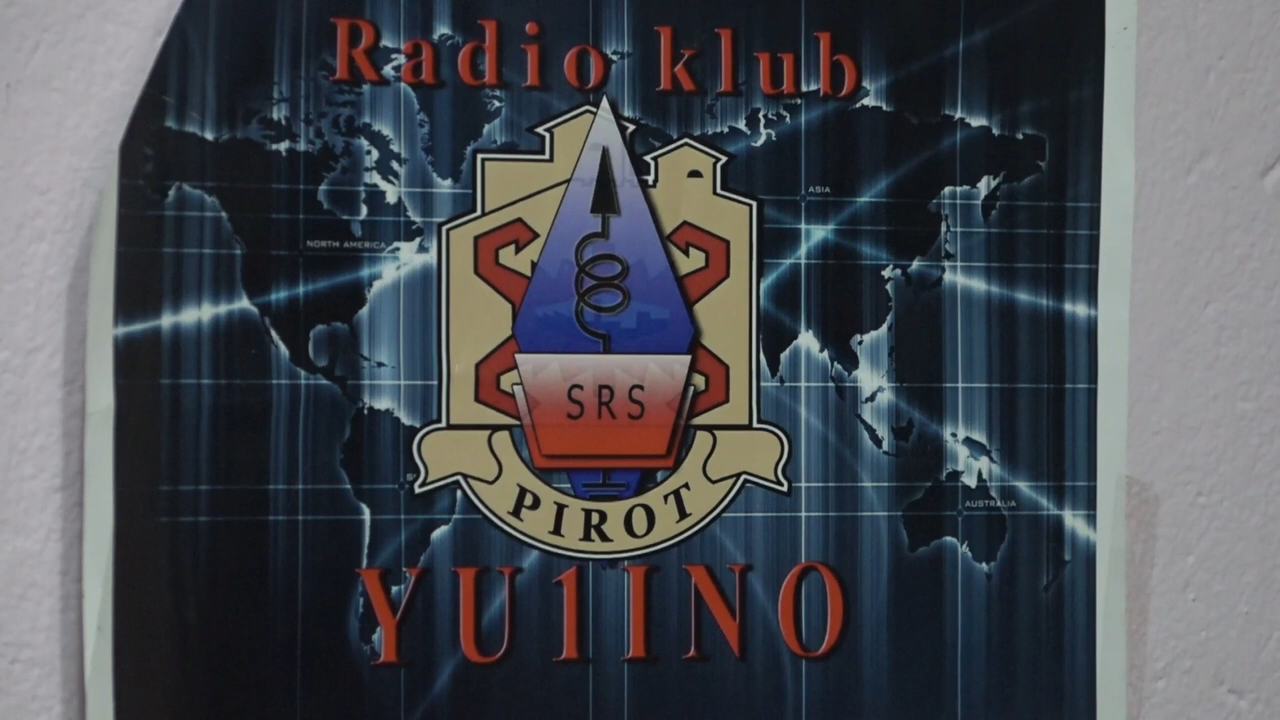 Radio klub
ASIA
NORTH AMERICA
SRS
AUSTRALIA
PIROT
YU1INO